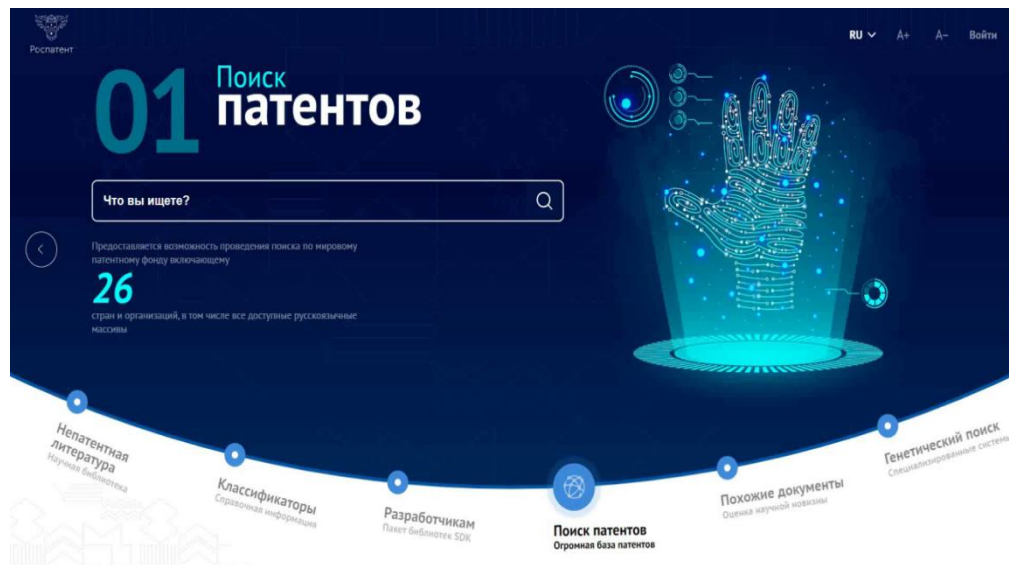 Роспатент
RU A+ A− Войти
01
Поиск
патентов
Что вы ищете?
Предоставляется возможность проведения поиска по мировому
патентному фонду включающему
26
стран и организаций, в том числе все доступные русскоязычные
массивы
Непатентная
литература
Научная библиотека
Классификаторы
Справочная информация
Разработчикам
Пакет библиотек SDK
Поиск патентов
Огромная база патентов
Похожие документы
Оценка научной новизны
Генетический поиск
Специализированные системы